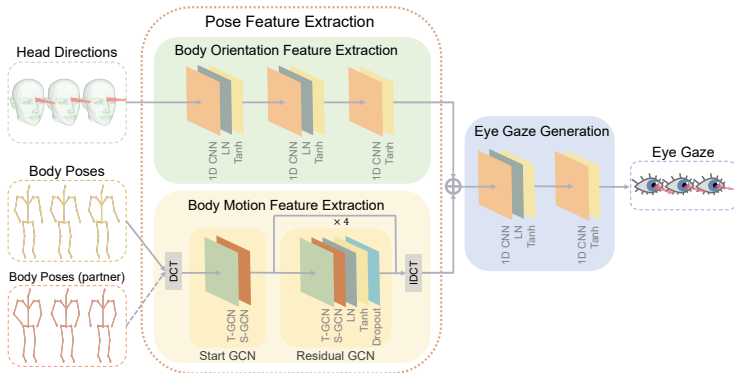 Pose Feature Extraction
Head Directions
Body Orientation Feature Extraction
1D CNN
LN
Tanh
1D CNN
LN
Tanh
1D CNN
Tanh
Eye Gaze Generation
1D CNN
LN
Tanh
1D CNN
Tanh
Eye Gaze
Body Poses
Body Poses (partner)
Body Motion Feature Extraction
× 4
DCT
T-GCN
S-GCN
Start GCN
T-GCN
S-GCN
LN
Tanh
Dropout
Residual GCN
IDCT